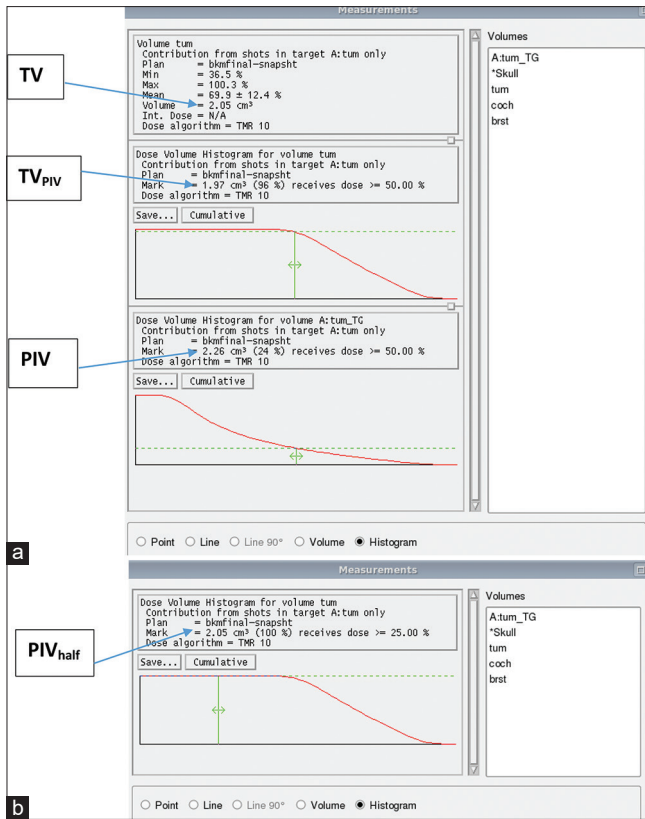 Measurements
TV
Volume tum
Contribution from shots in target A:tum only
Plan = bkmfinal-snapsht
Min = 36.5 %
Max = 100.3 %
Mean = 69.9 ± 12.4 %
Volume = 2.05 cm³
Int. Dose = N/A
Dose algorithm = TMR 10
TVPIV
Dose Volume Histogram for volume tum
Contribution from shots in target A:tum only
Plan = bkmfinal-snapsht
Mark = 1.97 cm³ (96 %) receives dose >= 50.00 %
Dose algorithm = TMR 10
Save... Cumulative
PIV
Dose Volume Histogram for volume A:tum_TG
Contribution from shots in target A:tum only
Plan = bkmfinal-snapsht
Mark = 2.26 cm³ (24 %) receives dose >= 50.00 %
Dose algorithm = TMR 10
Save... Cumulative
Volumes
A:tum_TG
*Skull
tum
coch
brst
Point Line Line 90° Volume Histogram
a
Measurements
PIVhalf
Dose Volume Histogram for volume tum
Contribution from shots in target A:tum only
Plan = bkmfinal-snapsht
Mark = 2.05 cm³ (100 %) receives dose >= 25.00 %
Dose algorithm = TMR 10
Save... Cumulative
Volumes
A:tum_TG
*Skull
tum
coch
brst
Point Line Line 90° Volume Histogram
b